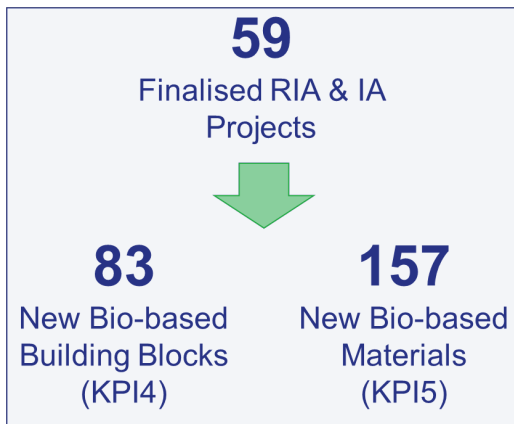 59
Finalised RIA & IA
Projects
83
New Bio-based
Building Blocks
(KPI4)
157
New Bio-based
Materials
(KPI5)